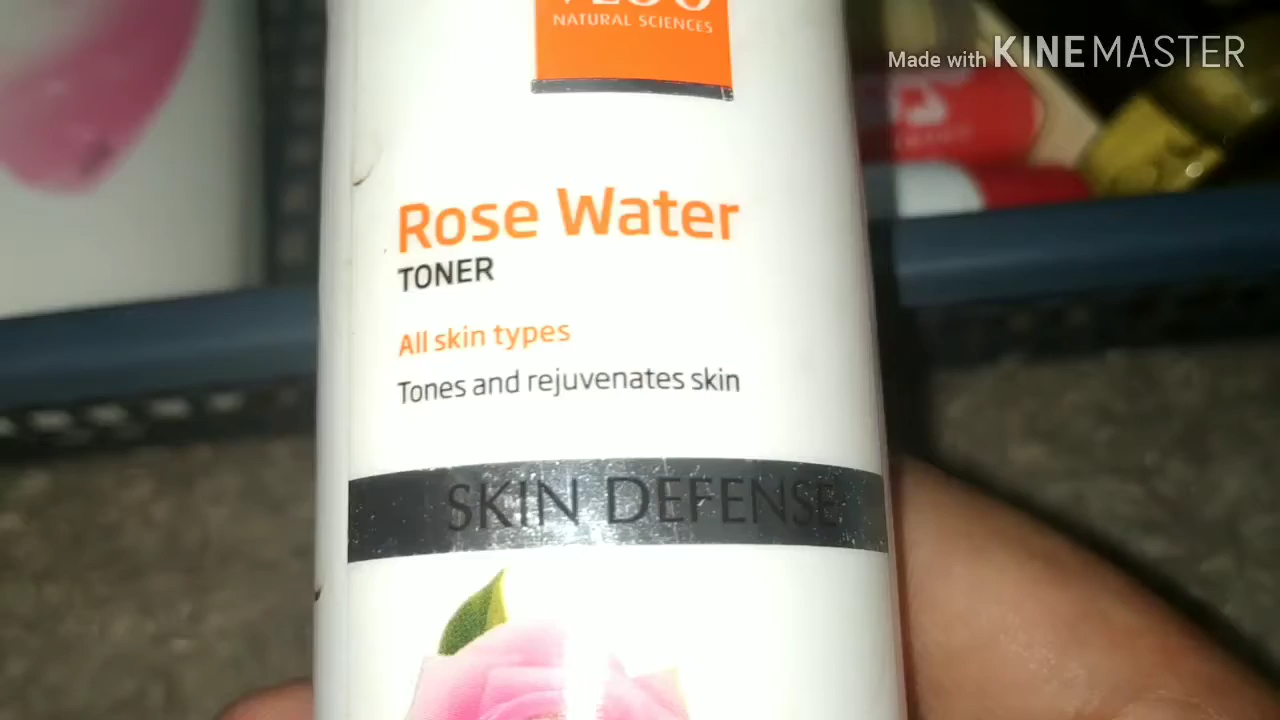 NATURAL SCIENCES
Made with KINEMASTER
Rose Water
TONER
All skin types
Tones and rejuvenates skin
SKIN DEFENSE